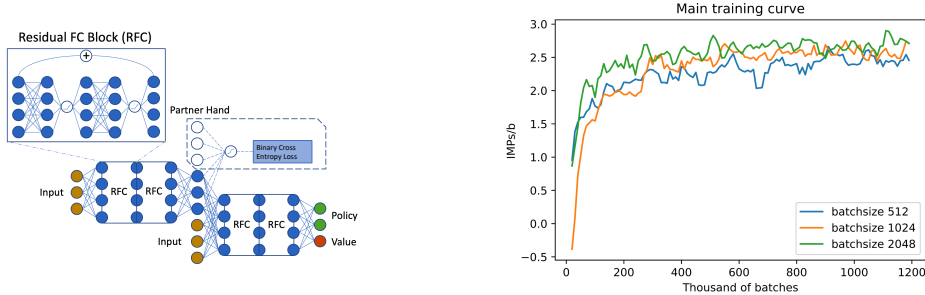 Residual FC Block (RFC)
+
Partner Hand
Binary Cross
Entropy Loss
Input
RFC
RFC
Input
RFC
RFC
Policy
Value
Main training curve
IMPs/b
3.0
2.5
2.0
1.5
1.0
0.5
0.0
−0.5
0
200
400
600
800
1000
1200
Thousand of batches
batchsize 512
batchsize 1024
batchsize 2048